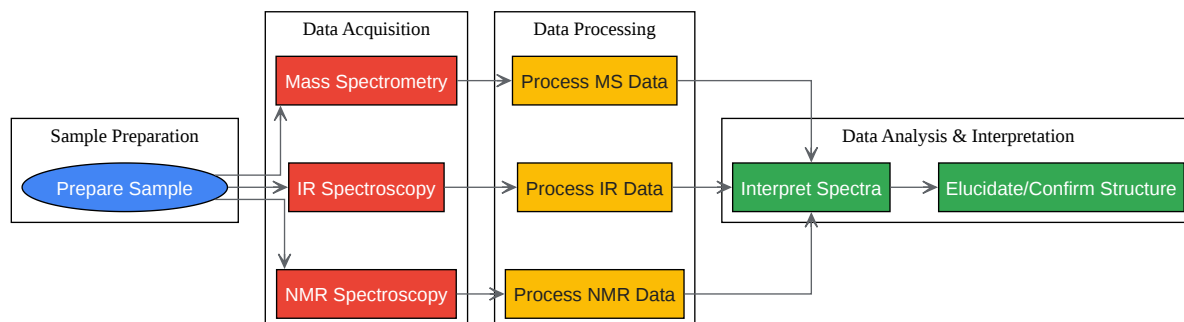 Data Acquisition
Data Processing
Mass Spectrometry
Process MS Data
Sample Preparation
Data Analysis & Interpretation
Prepare Sample
IR Spectroscopy
Process IR Data
Interpret Spectra
Elucidate/Confirm Structure
NMR Spectroscopy
Process NMR Data